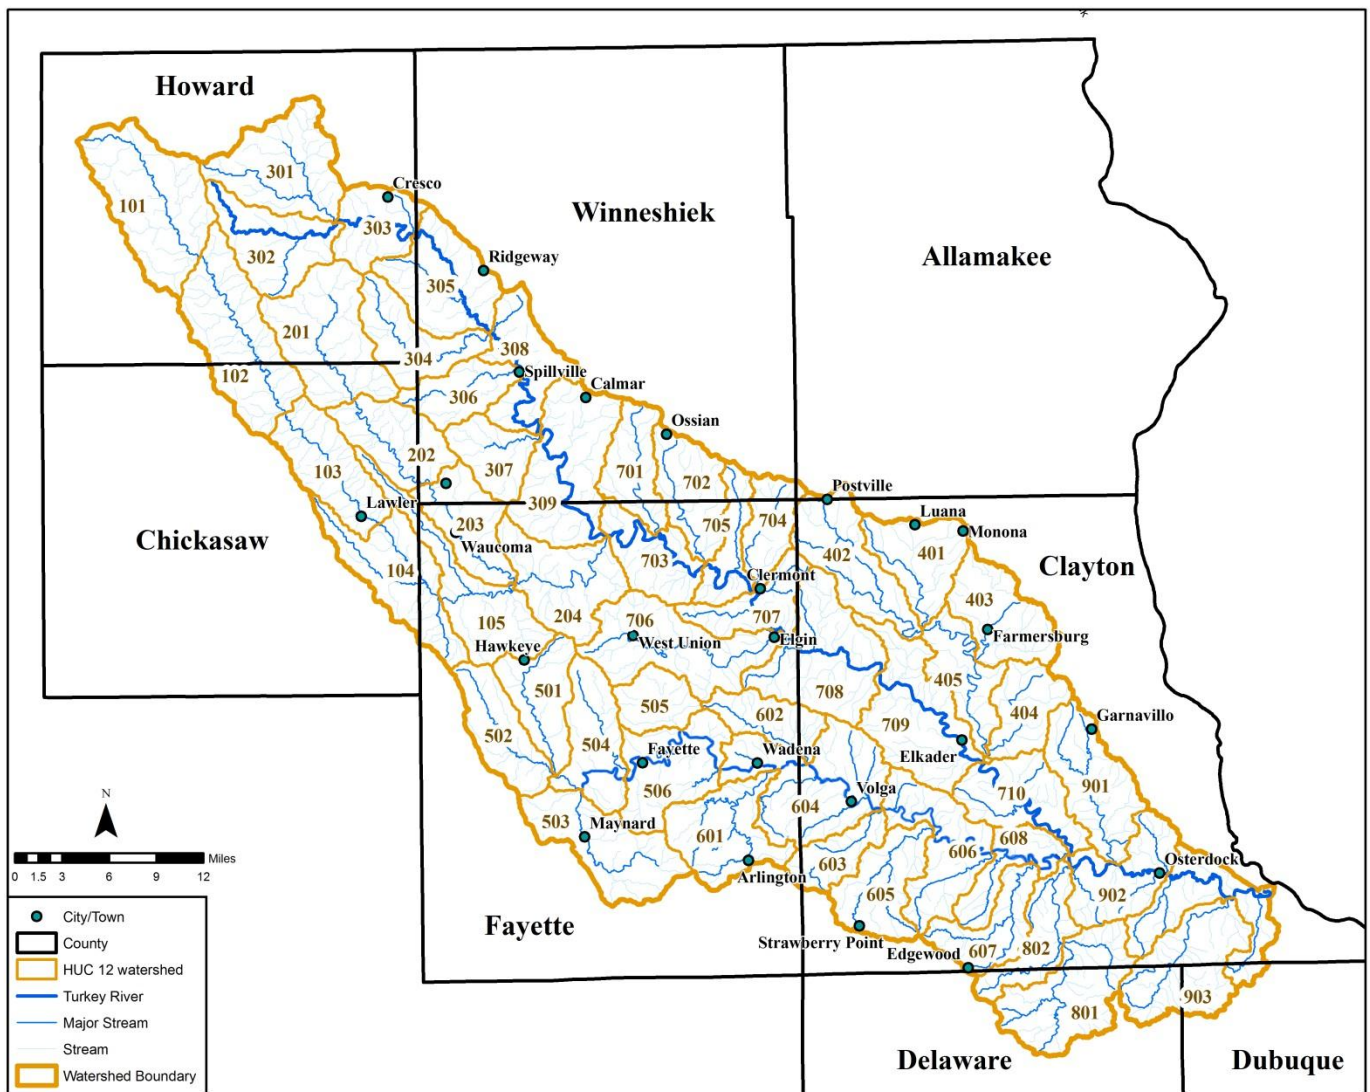 Howard
301
Cresco
101
303
Winneshiek
302
Ridgeway
Allamakee
305
201
308
304
Spillville
102
Calmar
306
Ossian
202
103
307
701
702
Postville
309
Lawler
704
Luana
203
705
Monona
Chickasaw
Waucoma
402
401
703
Clayton
104
Clermont
403
105
204
706
707
Farmersburg
Hawkeye
West Union
Elgin
501
405
708
505
602
404
Garnavillo
502
709
504
Fayette
Wadena
Elkader
506
710
N
604
Volga
901
503
Maynard
601
608
606
Miles
603
Osterdock
0 1.5 3 6 9 12
Arlington
605
902
City/Town
Fayette
Strawberry Point
County
Edgewood
607
802
HUC 12 watershed
Turkey River
903
801
Major Stream
Stream
Delaware
Dubuque
Watershed Boundary